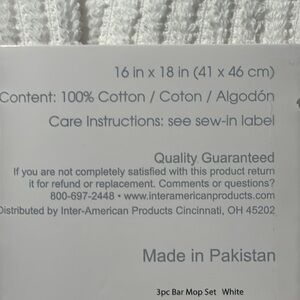 16 in x 18 in (41 x 46 cm)
Content: 100% Cotton / Coton / Algodón
Care Instructions: see sew-in label
Quality Guaranteed
If you are not completely satisfied with this product return
it for refund or replacement. Comments or questions?
800-697-2448 • www.interamericanproducts.com
Distributed by Inter-American Products Cincinnati, OH 45202
Made in Pakistan
3pc Bar Mop Set White